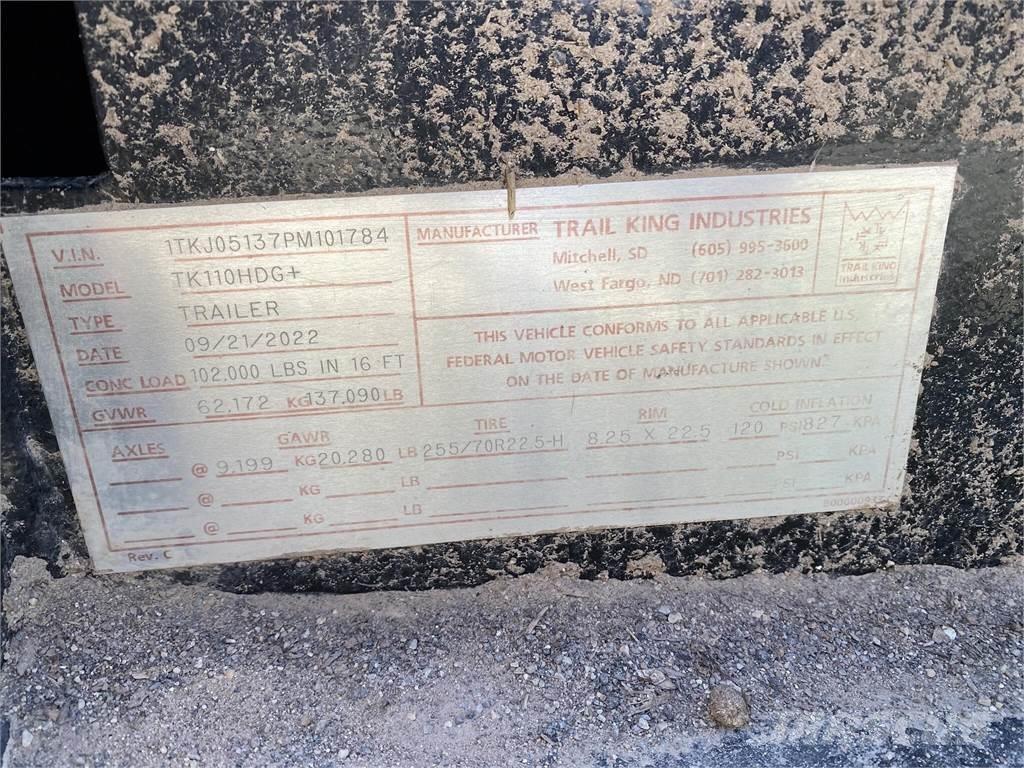 V.I.N. 1TKJ05137PM101784
MODEL TK110HDG+
TYPE TRAILER
DATE 09/21/2022
CONC LOAD 102,000 LBS IN 16 FT
GVWR 62,172 KG 137,090 LB
MANUFACTURER TRAIL KING INDUSTRIES
Mitchell, SD (605) 995-3600
West Fargo, ND (701) 282-3013
TRAIL KING
Industries
THIS VEHICLE CONFORMS TO ALL APPLICABLE U.S.
FEDERAL MOTOR VEHICLE SAFETY STANDARDS IN EFFECT
ON THE DATE OF MANUFACTURE SHOWN.
AXLES GAWR TIRE RIM COLD INFLATION
@ 9,199 KG 20,280 LB 255/70R22.5-H 8.25 X 22.5 120 PSI 827 KPA
@ KG LB PSI KPA
@ KG LB KPA
Rev. C